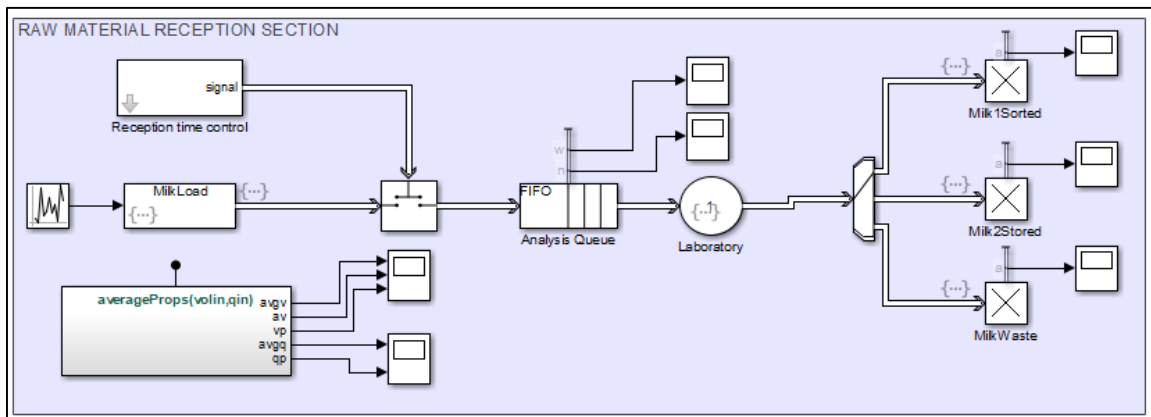 RAW MATERIAL RECEPTION SECTION
signal
Reception time control
MilkLoad
{...}
{...}
FIFO
w
n
Analysis Queue
1
{...}
Laboratory
{...}
a
Milk1Sorted
{...}
a
Milk2Stored
{...}
a
MilkWaste
averageProps(volin,qin)
avgv
av
vp
avgq
qp